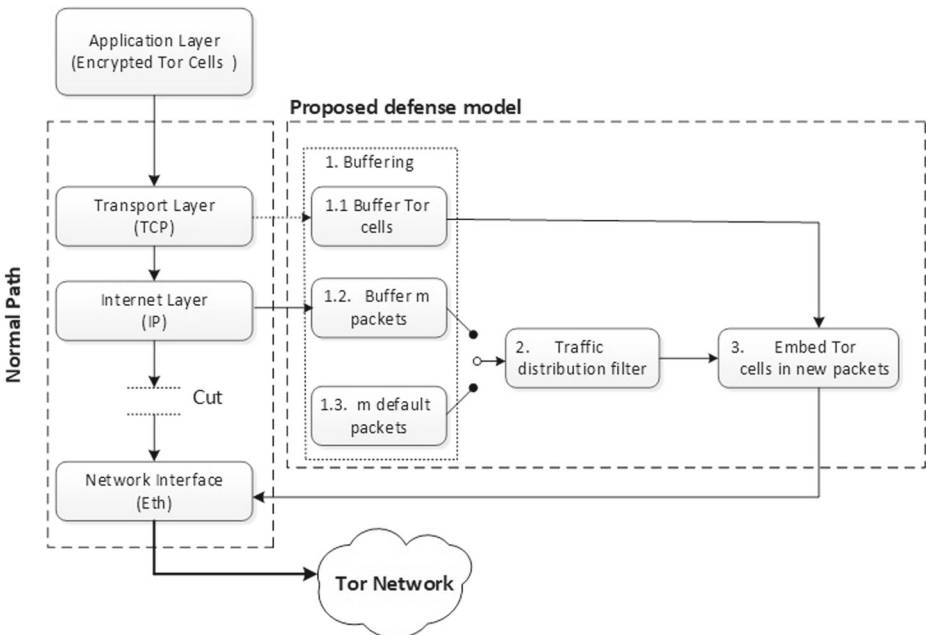 Application Layer
(Encrypted Tor Cells )
Proposed defense model
1. Buffering
Transport Layer
(TCP)
1.1 Buffer Tor
cells
Normal Path
Internet Layer
(IP)
1.2. Buffer m
packets
2. Traffic
distribution filter
3. Embed Tor
cells in new packets
Cut
1.3. m default
packets
Network Interface
(Eth)
Tor Network